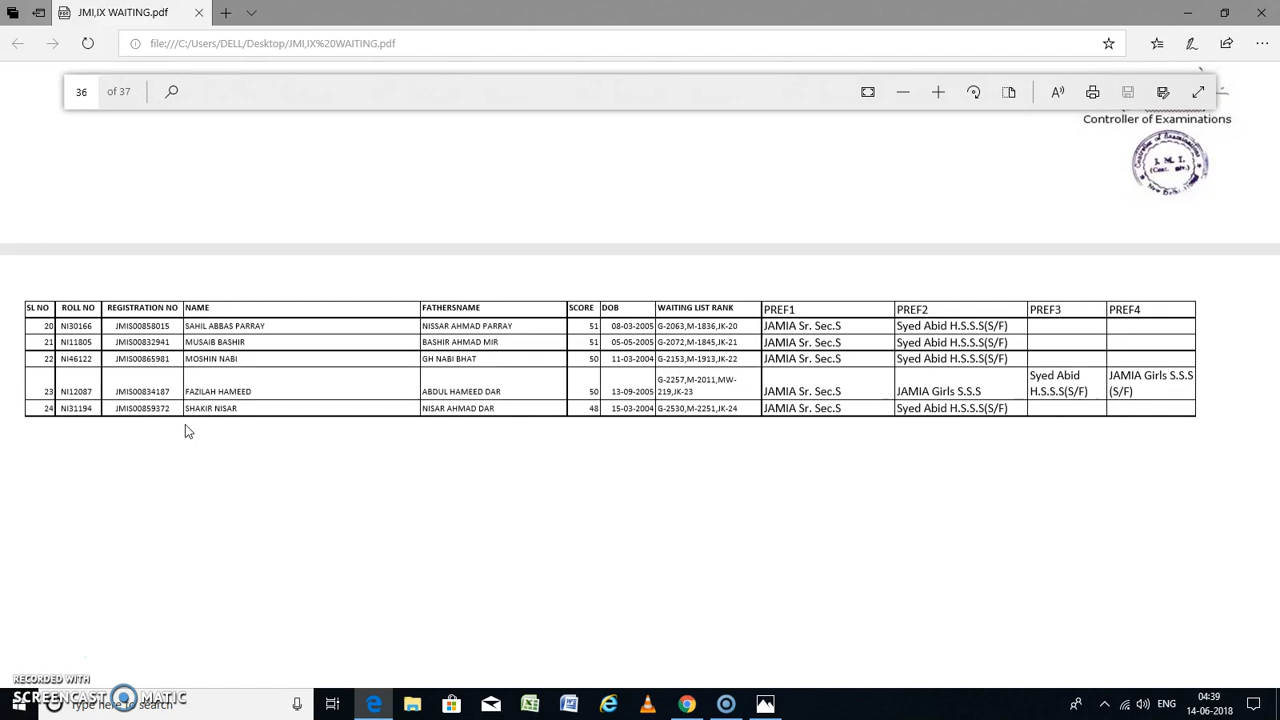 JMI,IX WAITING.pdf
file:///C:/Users/DELL/Desktop/JMI,IX%20WAITING.pdf
36 of 37
Controller of Examinations
J. M. I.
(Cent. Univ.)
New Delhi
SL NO ROLL NO REGISTRATION NO NAME FATHERSNAME SCORE DOB WAITING LIST RANK PREF1 PREF2 PREF3 PREF4
20 NI30166 JMIS00858015 SAHIL ABBAS PARRAY NISSAR AHMAD PARRAY 51 08-03-2005 G-2063,M-1836,JK-20 JAMIA Sr. Sec.S Syed Abid H.S.S.S(S/F)
21 NI11805 JMIS00832941 MUSAIB BASHIR BASHIR AHMAD MIR 51 05-05-2005 G-2072,M-1845,JK-21 JAMIA Sr. Sec.S Syed Abid H.S.S.S(S/F)
22 NI46122 JMIS00865981 MOSHIN NABI GH NABI BHAT 50 11-03-2004 G-2153,M-1913,JK-22 JAMIA Sr. Sec.S Syed Abid H.S.S.S(S/F)
G-2257,M-2011,MW- Syed Abid JAMIA Girls S.S.S
23 NI12087 JMIS00834187 FAZILAH HAMEED ABDUL HAMEED DAR 50 13-09-2005 219,JK-23 JAMIA Sr. Sec.S JAMIA Girls S.S.S H.S.S.S(S/F) (S/F)
24 NI31194 JMIS00859372 SHAKIR NISAR NISAR AHMAD DAR 48 15-03-2004 G-2530,M-2251,JK-24 JAMIA Sr. Sec.S Syed Abid H.S.S.S(S/F)
RECORDED WITH
SCREENCAST MATIC
Type here to search
ENG
04:39
14-06-2018